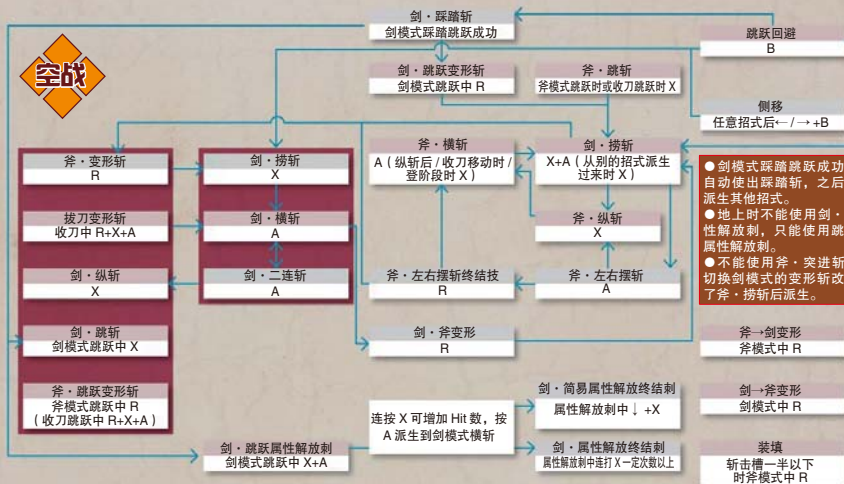 空战
剑・踩踏斩
剑模式踩踏跳跃成功
剑・跳跃变形斩
剑模式跳跃中 R
斧・跳斩
斧模式跳跃时或收刀跳跃时 X
跳跃回避
B
侧移
任意招式后←/→+B
斧・变形斩
R
拔刀变形斩
收刀中 R+X+A
剑・纵斩
X
剑・跳斩
剑模式跳跃中 X
斧・跳跃变形斩
斧模式跳跃中 R
(收刀跳中 R+X+A)
剑・捞斩
X
剑・横斩
A
剑・二连斩
A
斧・横斩
A(纵斩后/收刀移动时/
登阶段时 X)
剑・捞斩
X+A(从别的招式派生
过来时 X)
斧・纵斩
X
斧・左右摆斩终结技
R
斧・左右摆斩
A
剑・斧变形
R
●剑模式踩踏跳跃成功
自动使出踩踏斩,之后
派生其他招式。
●地上时不能使用剑・
性解放刺,只能使用跳
属性解放刺。
●不能使用斧・突进斩
切换剑模式的变形斩改
了斧・捞斩后派生。
斧→剑变形
斧模式中 R
剑→斧变形
剑模式中 R
装填
斩击槽一半以下
时斧模式中 R
剑・跳跃属性解放刺
剑模式跳跃中 X+A
连按 X 可增加 Hit 数,按
A 派生到剑模式横斩
剑・简易属性解放终结刺
属性解放刺中↓+X
剑・属性解放终结刺
属性解放刺中连打 X 一定次数以上